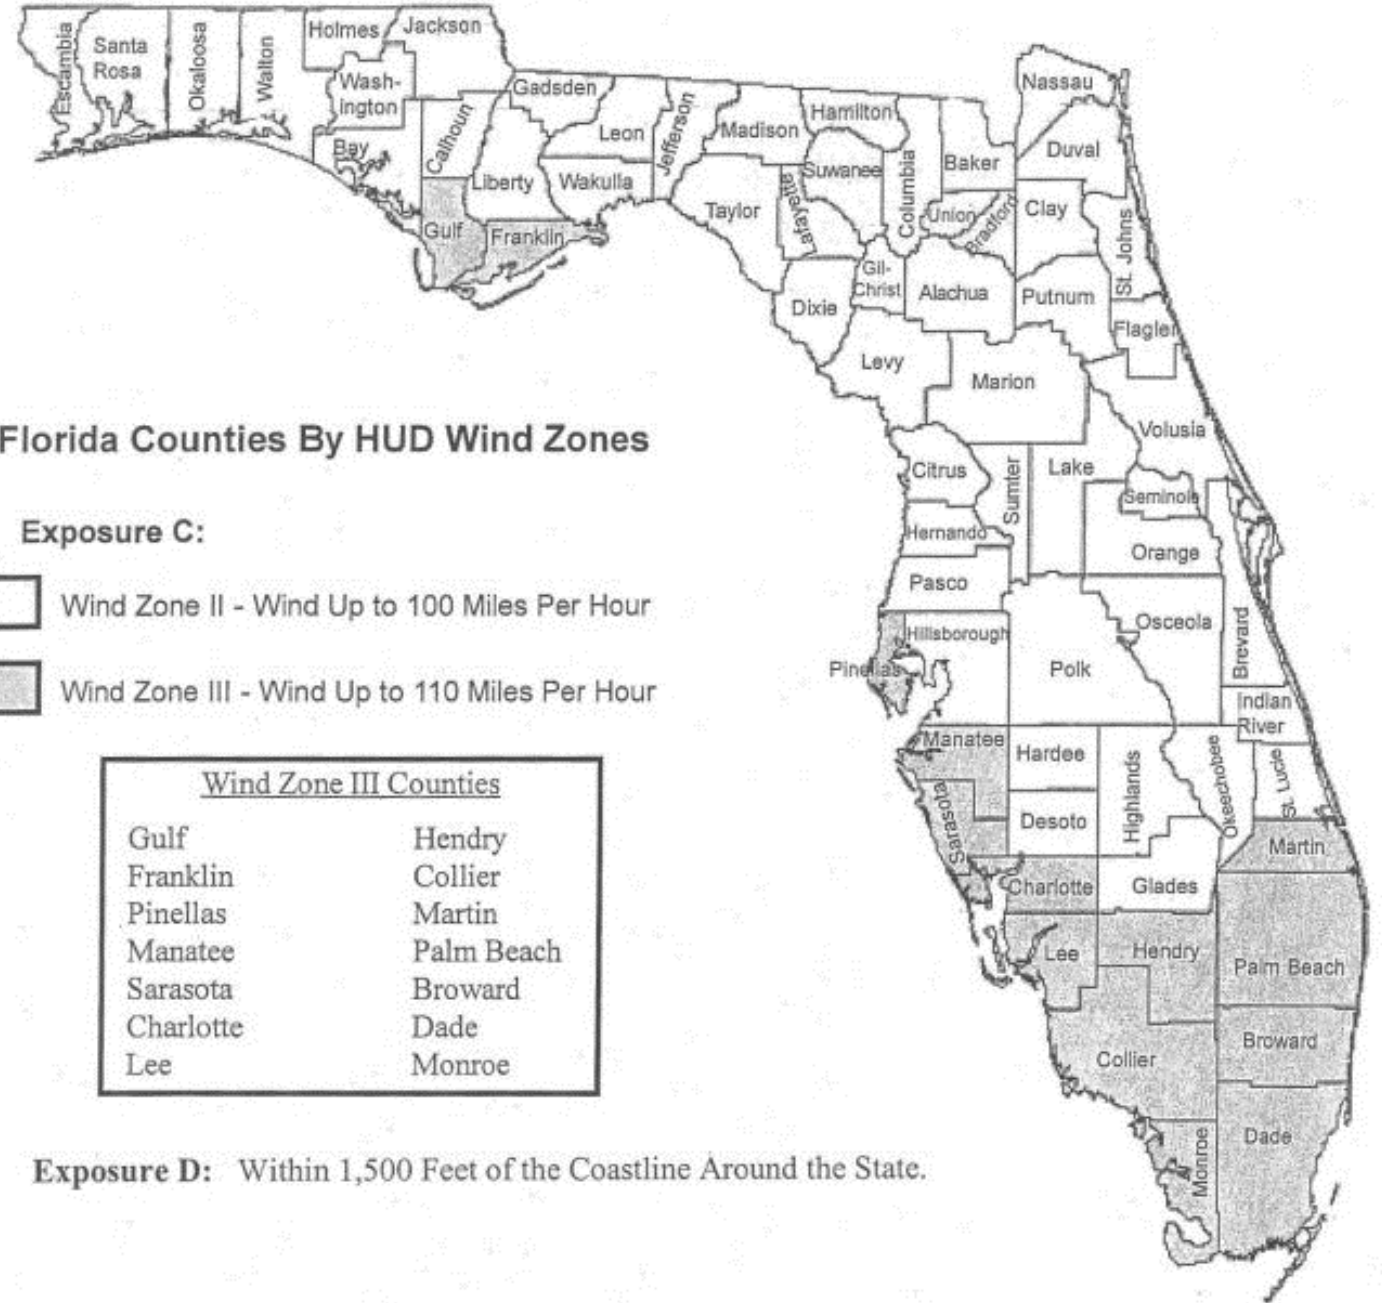 Holmes
Jackson
Escambia
Santa
Rosa
Okaloosa
Walton
Wash-
ington
Bay
Calhoun
Gulf
Gadsden
Liberty
Franklin
Leon
Wakulla
Jefferson
Madison
Taylor
Hamilton
Suwanee
Lafayette
Columbia
Baker
Nassau
Duval
Union
Bradford
Clay
St. Johns
Dixie
Gil-
Christ
Alachua
Putnum
Flagler
Levy
Marion
Volusia
Citrus
Sumter
Lake
Seminole
Hernando
Orange
Pasco
Osceola
Brevard
Hillsborough
Pinellas
Polk
Indian
River
Manatee
Hardee
Highlands
Okeechobee
St. Lucie
Sarasota
Desoto
Martin
Charlotte
Glades
Lee
Hendry
Palm Beach
Collier
Broward
Monroe
Dade
Florida Counties By HUD Wind Zones
Exposure C:
Wind Zone II - Wind Up to 100 Miles Per Hour
Wind Zone III - Wind Up to 110 Miles Per Hour
Wind Zone III Counties
Gulf Hendry
Franklin Collier
Pinellas Martin
Manatee Palm Beach
Sarasota Broward
Charlotte Dade
Lee Monroe
Exposure D: Within 1,500 Feet of the Coastline Around the State.